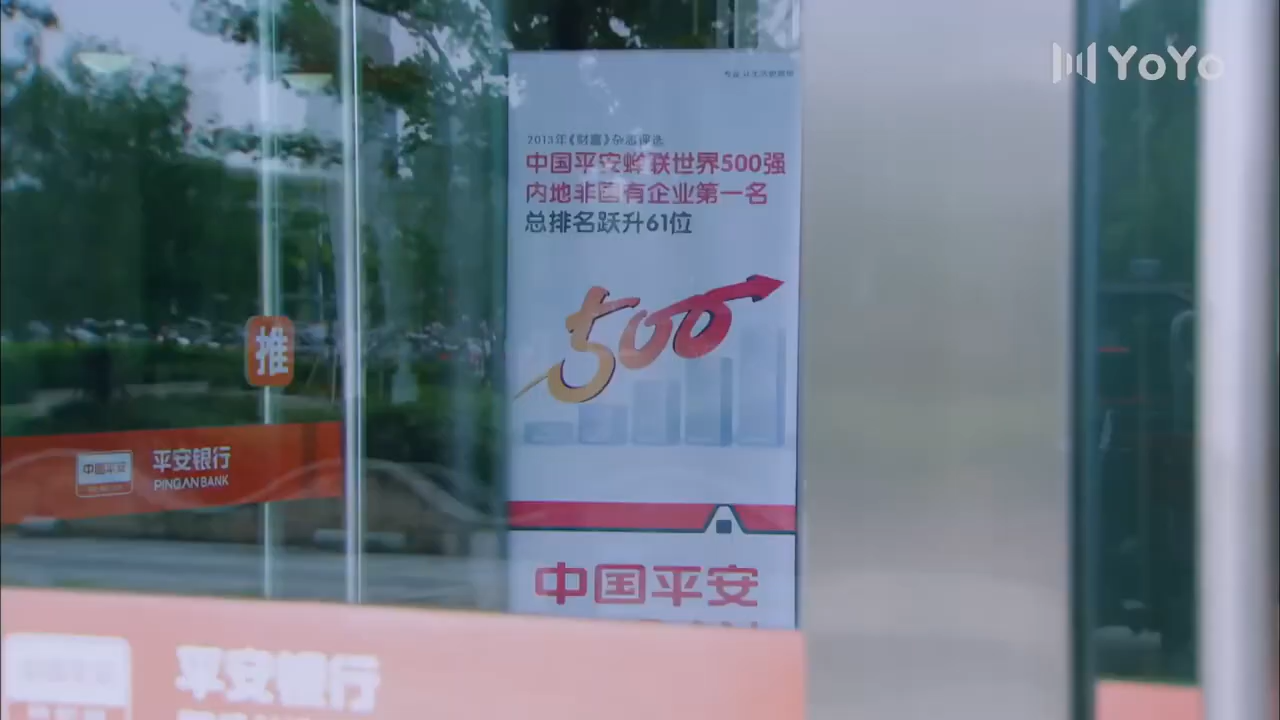 YoYo
2013年《财富》杂志评选
中国平安蝉联世界500强
内地非国有企业第一名
总排名跃升61位
500
推
中国平安
平安银行
PINGAN BANK
中国平安
平安银行